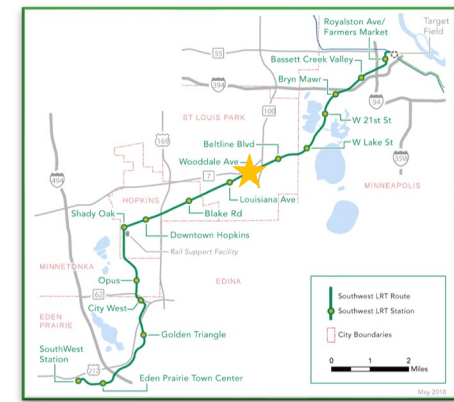 Royalston Ave/
Farmers Market
Target
Field
55
Bassett Creek Valley
394
Bryn Mawr
94
100
ST LOUIS PARK
W 21st St
Beltline Blvd
W Lake St
169
35W
Wooddale Ave
7
MINNEAPOLIS
494
Louisiana Ave
HOPKINS
Blake Rd
Shady Oak
Downtown Hopkins
Rail Support Facility
MINNETONKA
Opus
EDINA
62
City West
EDEN
PRAIRIE
Golden Triangle
SouthWest
Station
212
Eden Prairie Town Center
Southwest LRT Route
Southwest LRT Station
City Boundaries
0 1 2
Miles
May 2018